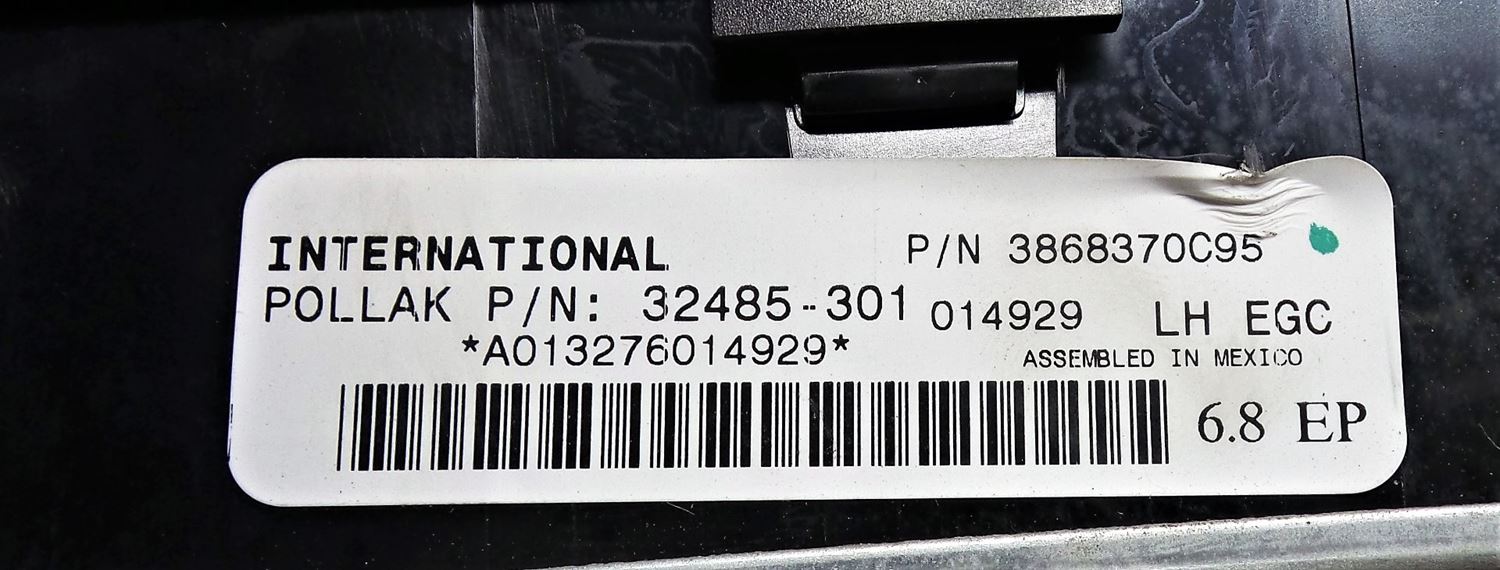 INTERNATIONAL P/N 3868370C95
POLLAK P/N: 32485-301 014929 LH EGC
*A013276014929* ASSEMBLED IN MEXICO
6.8 EP